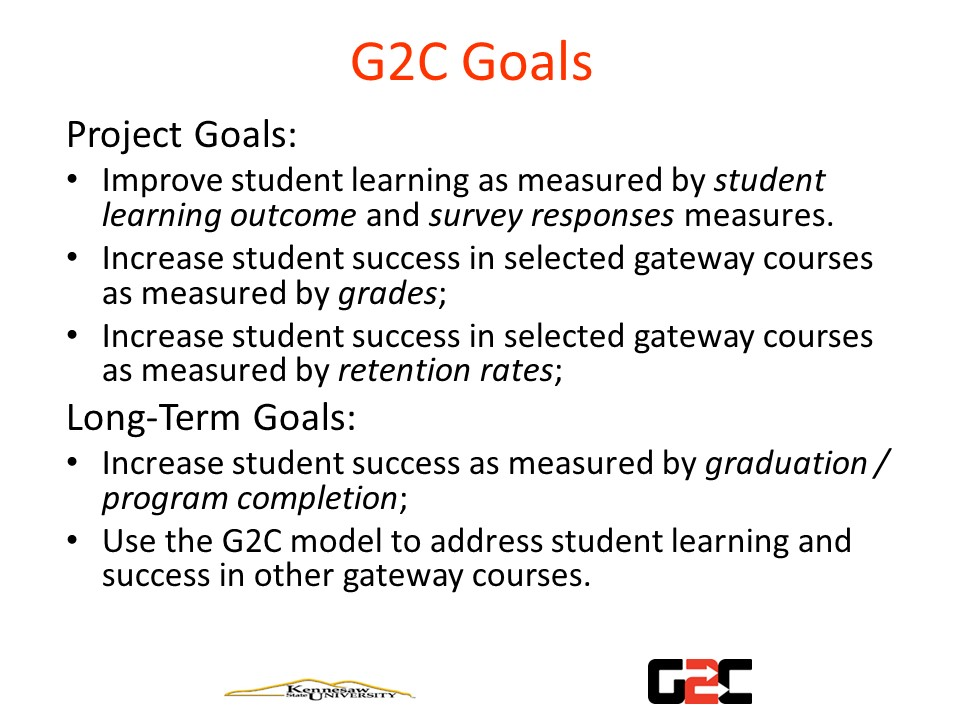 G2C Goals
Project Goals:
• Improve student learning as measured by student
learning outcome and survey responses measures.
• Increase student success in selected gateway courses
as measured by grades;
• Increase student success in selected gateway courses
as measured by retention rates;
Long-Term Goals:
• Increase student success as measured by graduation /
program completion;
• Use the G2C model to address student learning and
success in other gateway courses.
Kennesaw
State UNIVERSITY
G2C